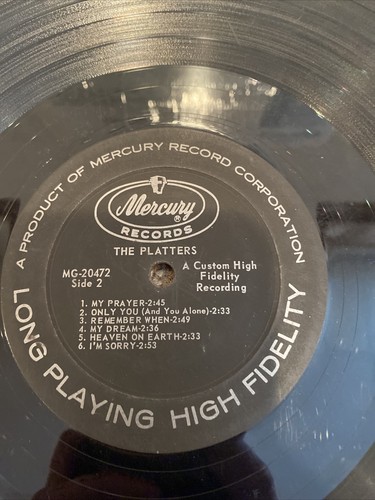 A PRODUCT OF MERCURY RECORD CORPORATION
Mercury ®
RECORDS
THE PLATTERS
MG-20472
Side 2
A Custom High
Fidelity
Recording
1. MY PRAYER-2:45
2. ONLY YOU (And You Alone)-2:33
3. REMEMBER WHEN-2:49
4. MY DREAM-2:36
5. HEAVEN ON EARTH-2:33
6. I'M SORRY-2:53
LONG PLAYING HIGH FIDELITY